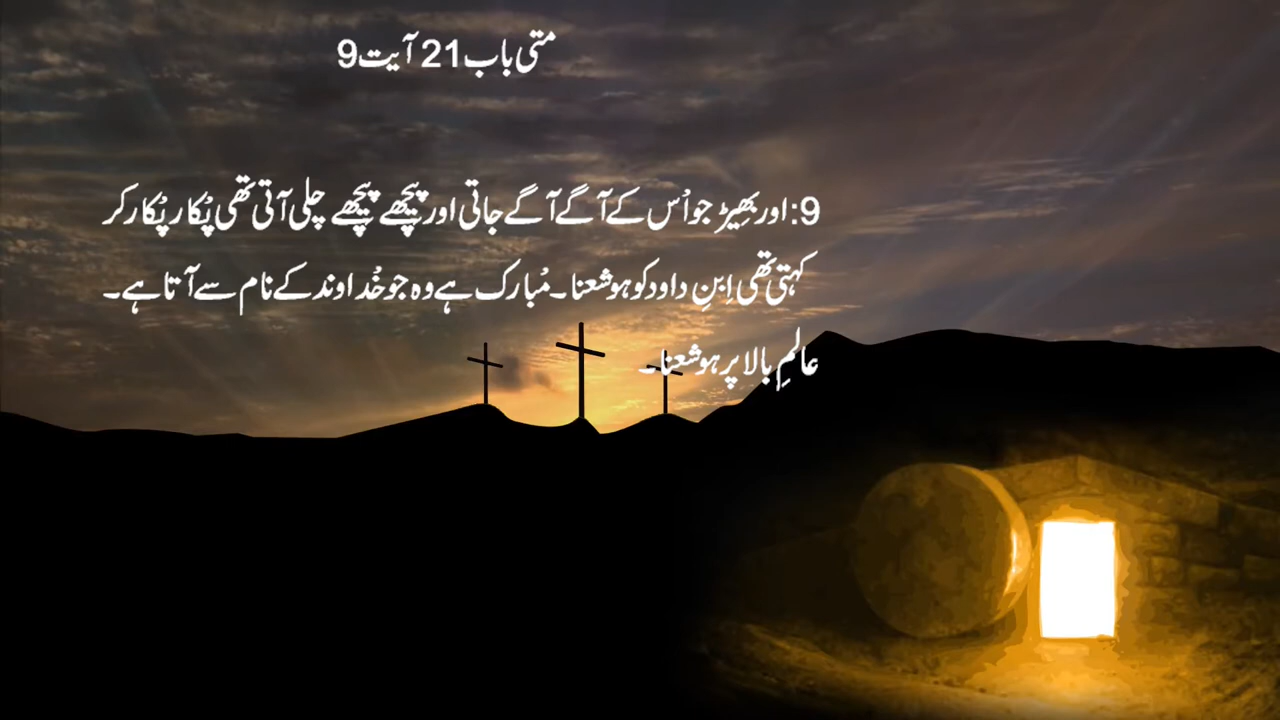 متی باب 21 آیت 9
9: اور بھِیڑ جو اُس کے آگے آگے جاتی اور پیچھے پیچھے چلی آتی تھی پُکار پُکار کر
کہتی تھی اِبنِ داود کو ہوشعنا۔ مُبارک ہے وہ جو خُداوند کے نام سے آتا ہے۔
عالمِ بالا پر ہوشعنا۔